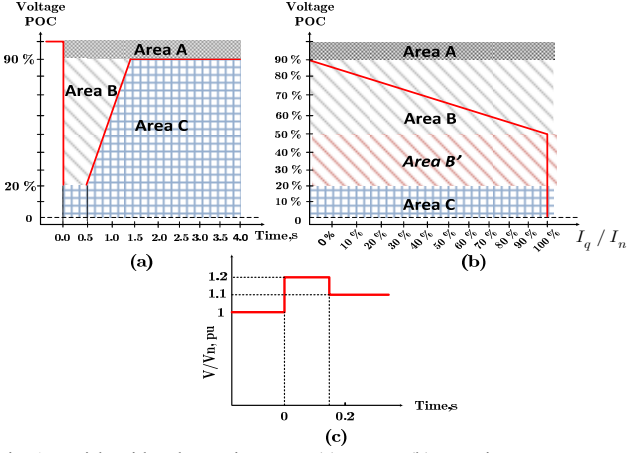 Voltage
POC
90 %
20 %
0
Area A
Area B
Area C
0.0 0.5 1.0 1.5 2.0 2.5 3.0 3.5 4.0
Time,s
(a)
Voltage
POC
90 %
80 %
70 %
60 %
50 %
40 %
30 %
20 %
10 %
0
Area A
Area B
Area B’
Area C
0 % 10 % 20 % 30 % 40 % 50 % 60 % 70 % 80 % 90 % 100 %
I_q / I_n
(b)
V/Vn, pu
1.2
1.1
1
0 0.2
Time,s
(c)